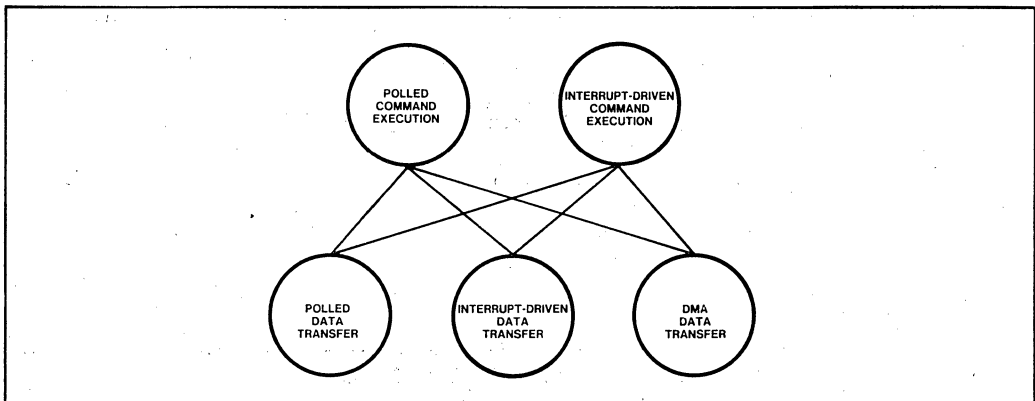 POLLED
COMMAND
EXECUTION
INTERRUPT-DRIVEN
COMMAND
EXECUTION
POLLED
DATA
TRANSFER
INTERRUPT-DRIVEN
DATA
TRANSFER
DMA
DATA
TRANSFER